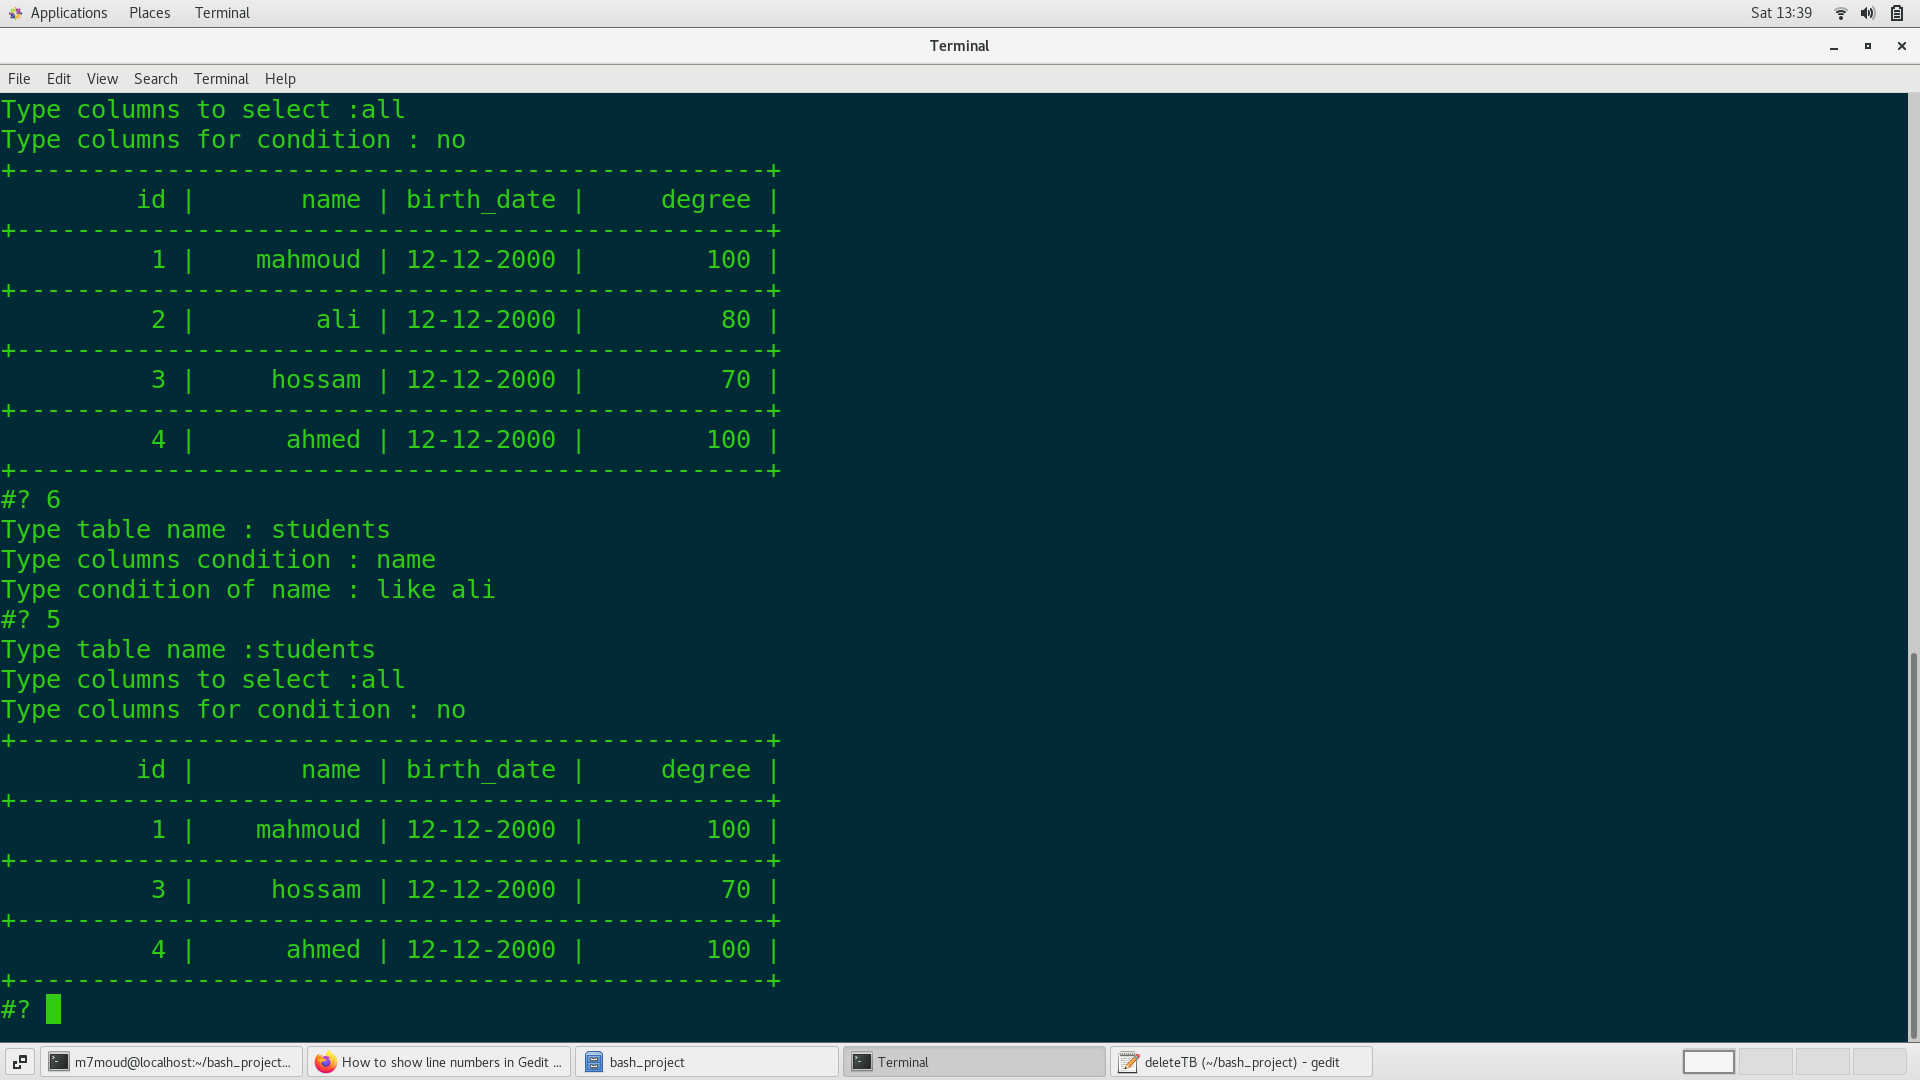 Applications Places Terminal Sat 13:39
Terminal
File Edit View Search Terminal Help
Type columns to select :all
Type columns for condition : no
+--------------------------------------------------+
         id |       name | birth_date |     degree |
+--------------------------------------------------+
          1 |    mahmoud | 12-12-2000 |        100 |
+--------------------------------------------------+
          2 |        ali | 12-12-2000 |         80 |
+--------------------------------------------------+
          3 |     hossam | 12-12-2000 |         70 |
+--------------------------------------------------+
          4 |      ahmed | 12-12-2000 |        100 |
+--------------------------------------------------+
#? 6
Type table name : students
Type columns condition : name
Type condition of name : like ali
#? 5
Type table name :students
Type columns to select :all
Type columns for condition : no
+--------------------------------------------------+
         id |       name | birth_date |     degree |
+--------------------------------------------------+
          1 |    mahmoud | 12-12-2000 |        100 |
+--------------------------------------------------+
          3 |     hossam | 12-12-2000 |         70 |
+--------------------------------------------------+
          4 |      ahmed | 12-12-2000 |        100 |
+--------------------------------------------------+
#?
m7moud@localhost:~/bash_project... How to show line numbers in Gedit ... bash_project Terminal deleteTB (~/bash_project) - gedit